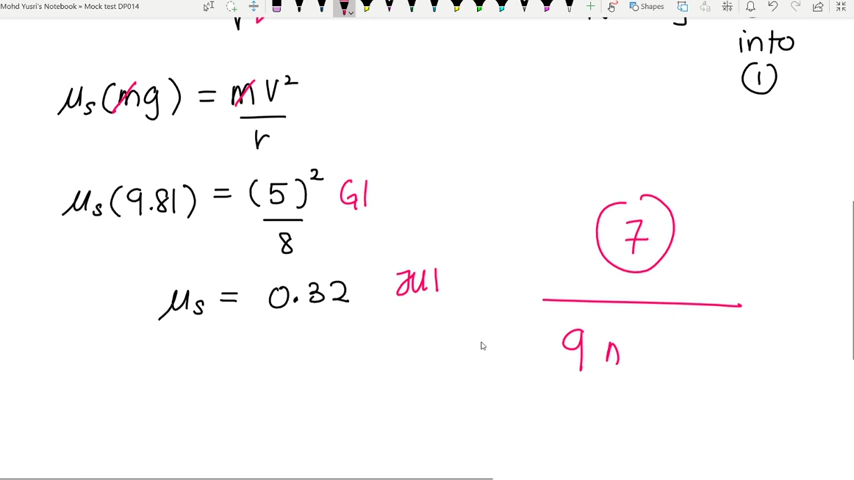 Mohd Yusri's Notebook » Mock test DP014
Shapes
into
①
μs(mg) = mv²/r
μs(9.81) = (5)²/8 G1
μs = 0.32 JU1
7
9 n